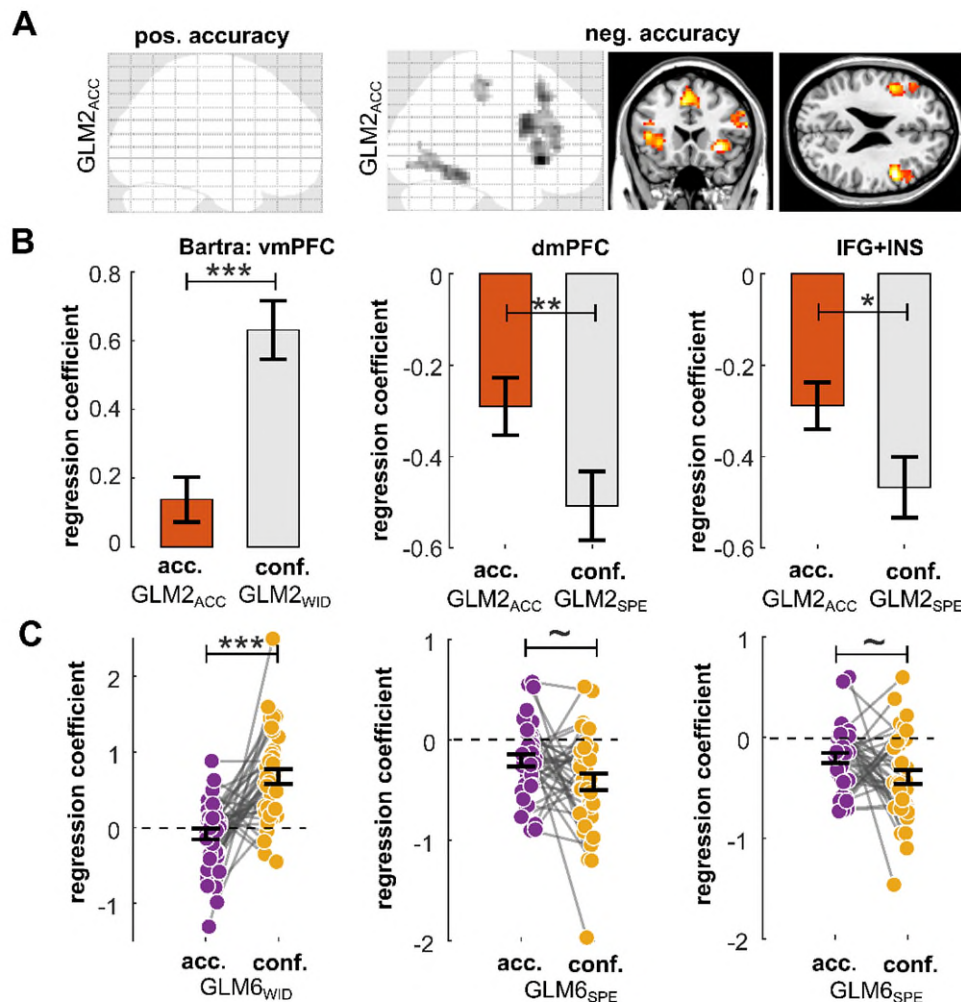 A
pos. accuracy
neg. accuracy
GLM2ACC
GLM2ACC
B
Bartra: vmPFC
dmPFC
IFG+INS
regression coefficient
0.8
0.6
0.4
0.2
0
***
acc.
conf.
GLM2ACC
GLM2WID
regression coefficient
0
-0.2
-0.4
-0.6
**
acc.
conf.
GLM2ACC
GLM2SPE
regression coefficient
0
-0.2
-0.4
-0.6
*
acc.
conf.
GLM2ACC
GLM2SPE
C
regression coefficient
2
1
0
-1
***
acc.
conf.
GLM6WID
regression coefficient
1
0
-1
-2
~
acc.
conf.
GLM6SPE
regression coefficient
1
0
-1
-2
~
acc.
conf.
GLM6SPE